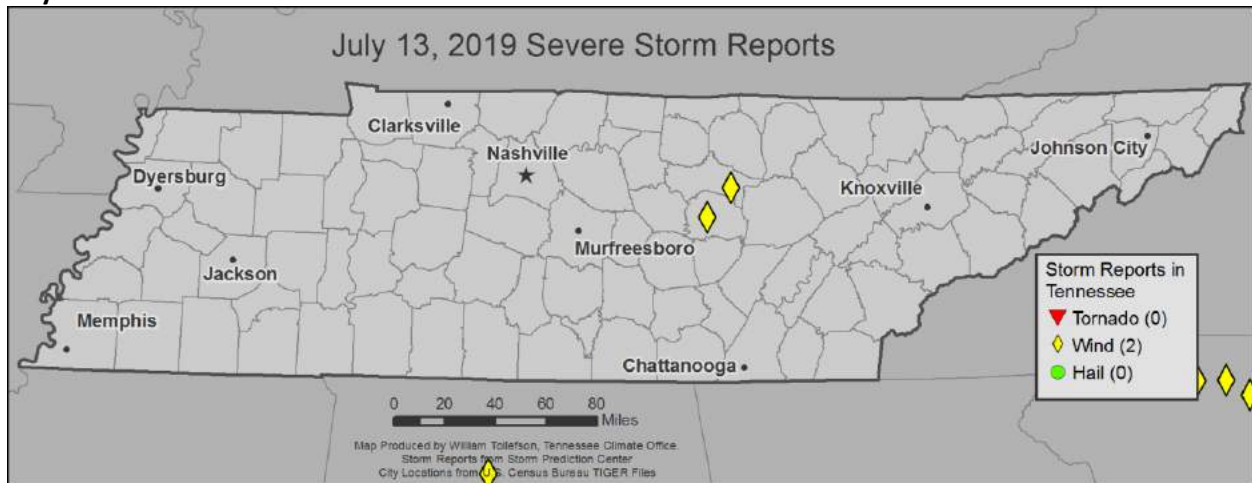 July 13, 2019 Severe Storm Reports
Clarksville
Nashville
Johnson City
Dyersburg
Knoxville
Murfreesboro
Jackson
Storm Reports in
Tennessee
Tornado (0)
Wind (2)
Hail (0)
Memphis
Chattanooga
0 20 40 60 80
Miles
Map Produced by William Tollefson, Tennessee Climate Office.
Storm Reports from Storm Prediction Center
City Locations from U.S. Census Bureau TIGER Files